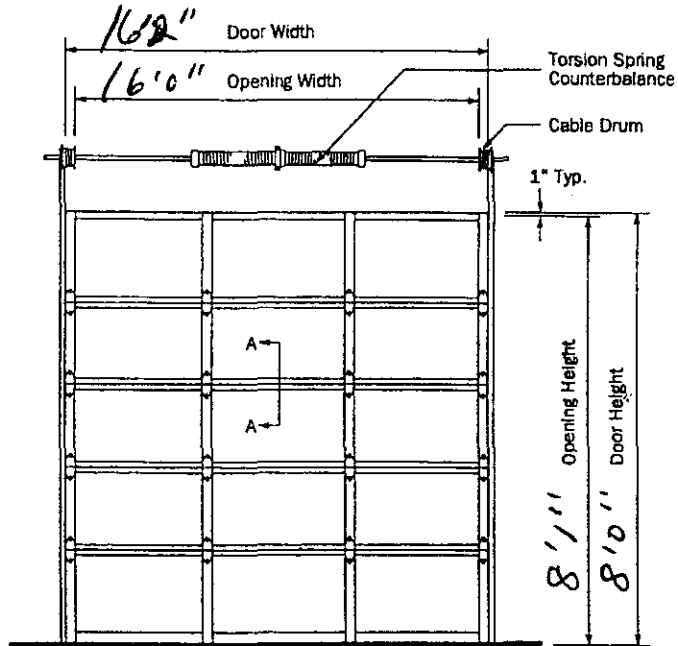 16'2" Door Width
16'0" Opening Width
Torsion Spring
Counterbalance
Cable Drum
1" Typ.
A
A
8'1" Opening Height
8'0" Door Height